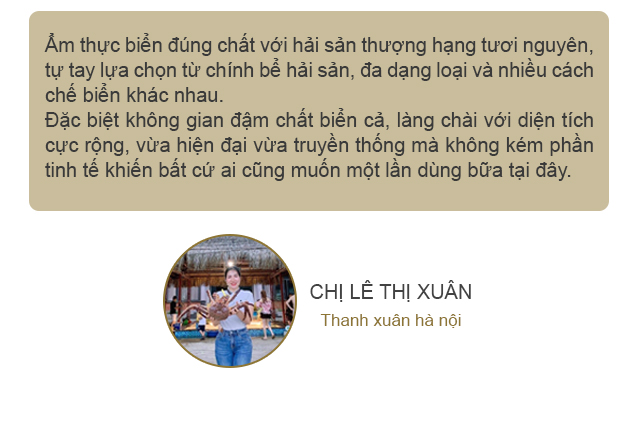 Ẩm thực biển đúng chất với hải sản thượng hạng tươi nguyên,
tự tay lựa chọn từ chính bể hải sản, đa dạng loại và nhiều cách
chế biến khác nhau.
Đặc biệt không gian đậm chất biển cả, làng chài với diện tích
cực rộng, vừa hiện đại vừa truyền thống mà không kém phần
tinh tế khiến bất cứ ai cũng muốn một lần dùng bữa tại đây.
CHỊ LÊ THỊ XUÂN
Thanh xuân hà nội